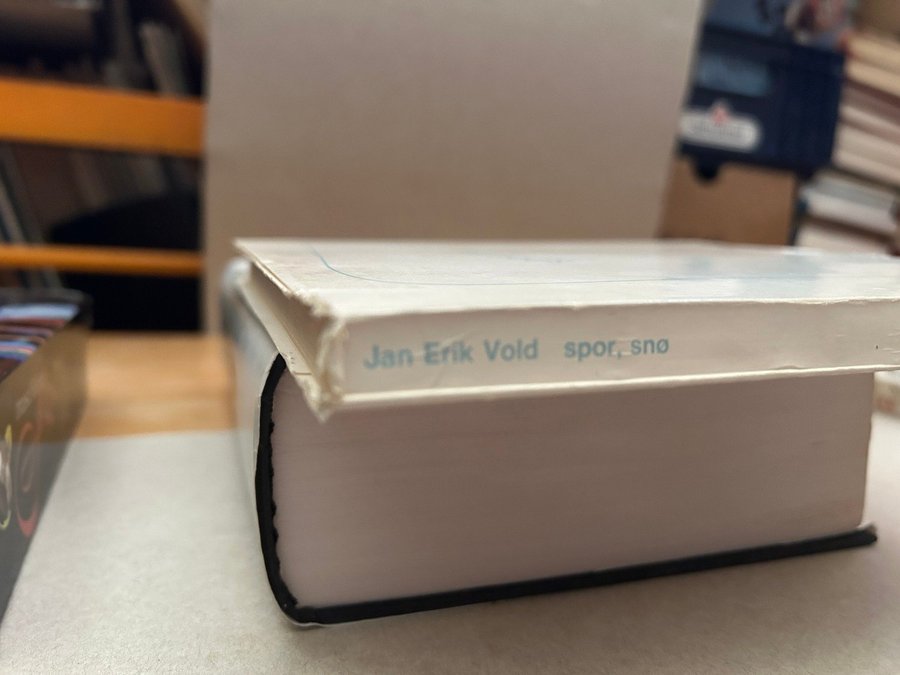 Jan Erik Vold spor, snø